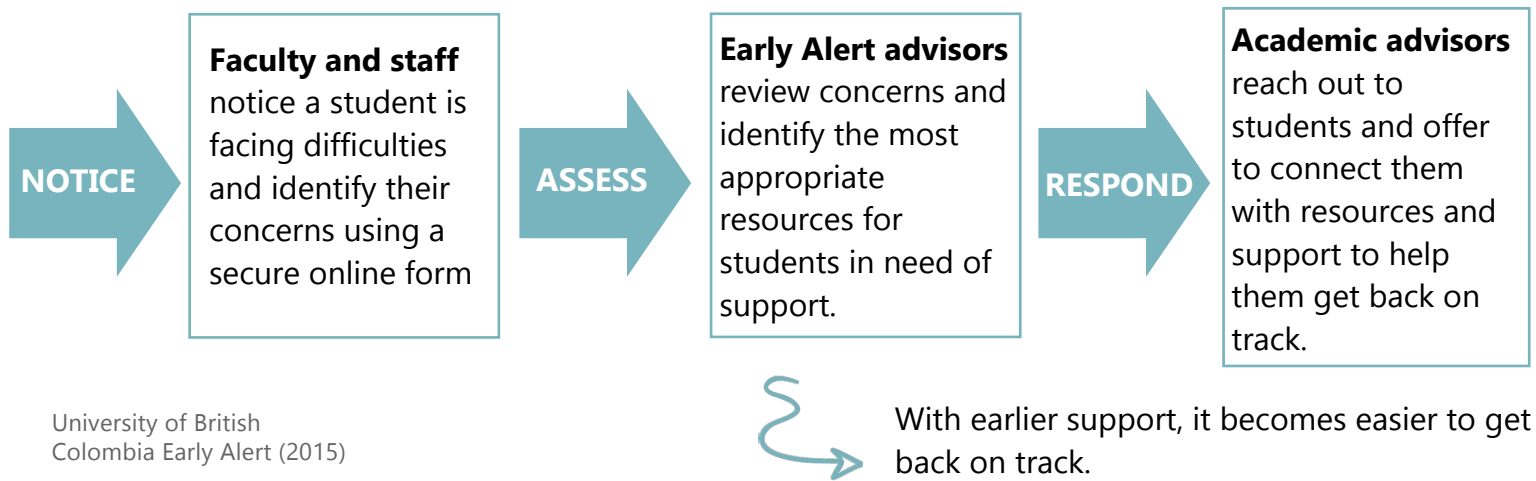 NOTICE
Faculty and staff
notice a student is
facing difficulties
and identify their
concerns using a
secure online form
ASSESS
Early Alert advisors
review concerns and
identify the most
appropriate
resources for
students in need of
support.
RESPOND
Academic advisors
reach out to
students and offer
to connect them
with resources and
support to help
them get back on
track.
University of British
Colombia Early Alert (2015)
With earlier support, it becomes easier to get
back on track.